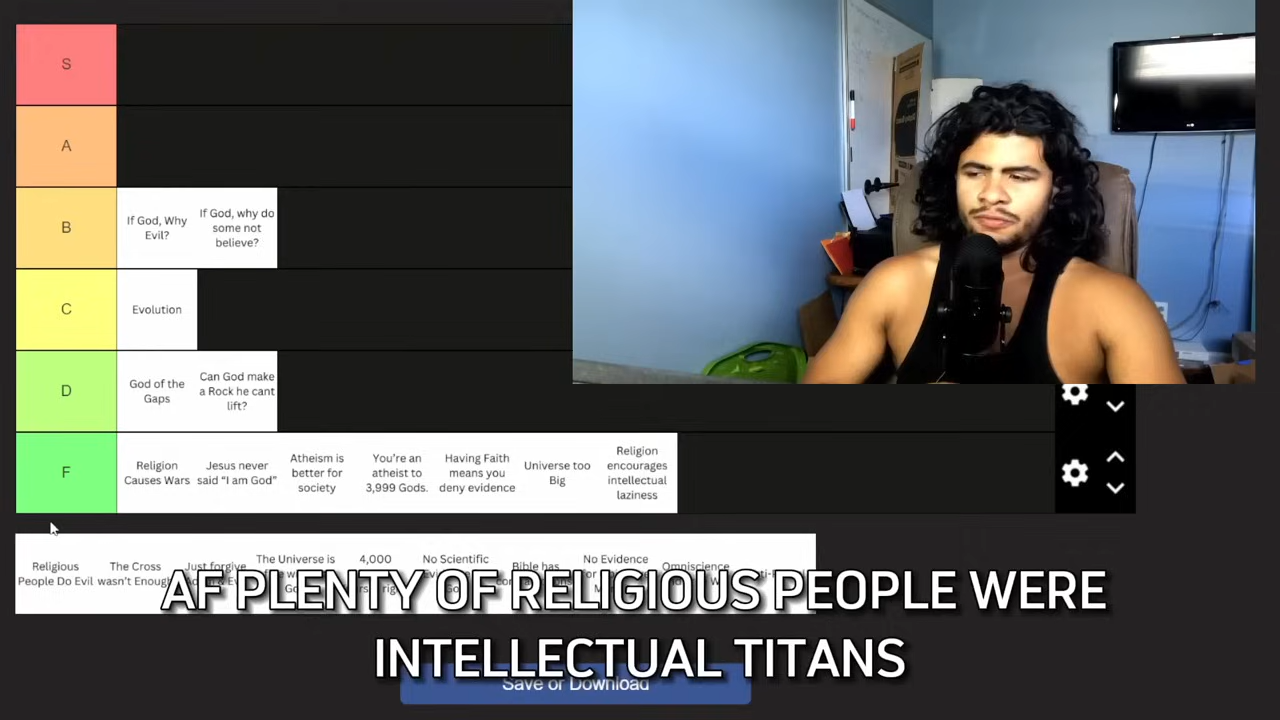 S
A
B
If God, Why
Evil?
If God, why do
some not
believe?
C
Evolution
D
God of the
Gaps
Can God make
a Rock he cant
lift?
F
Religion
Causes Wars
Jesus never
said “I am God”
Atheism is
better for
society
You’re an
atheist to
3,999 Gods.
Having Faith
means you
deny evidence
Universe too
Big
Religion
encourages
intellectual
laziness
Religious
People Do Evil
The Cross
wasn't Enough
Just forgive
The Universe is
4,000
No Scientific
Bible has
No Evidence
Omniscience
AF PLENTY OF RELIGIOUS PEOPLE WERE
INTELLECTUAL TITANS
Save or Download